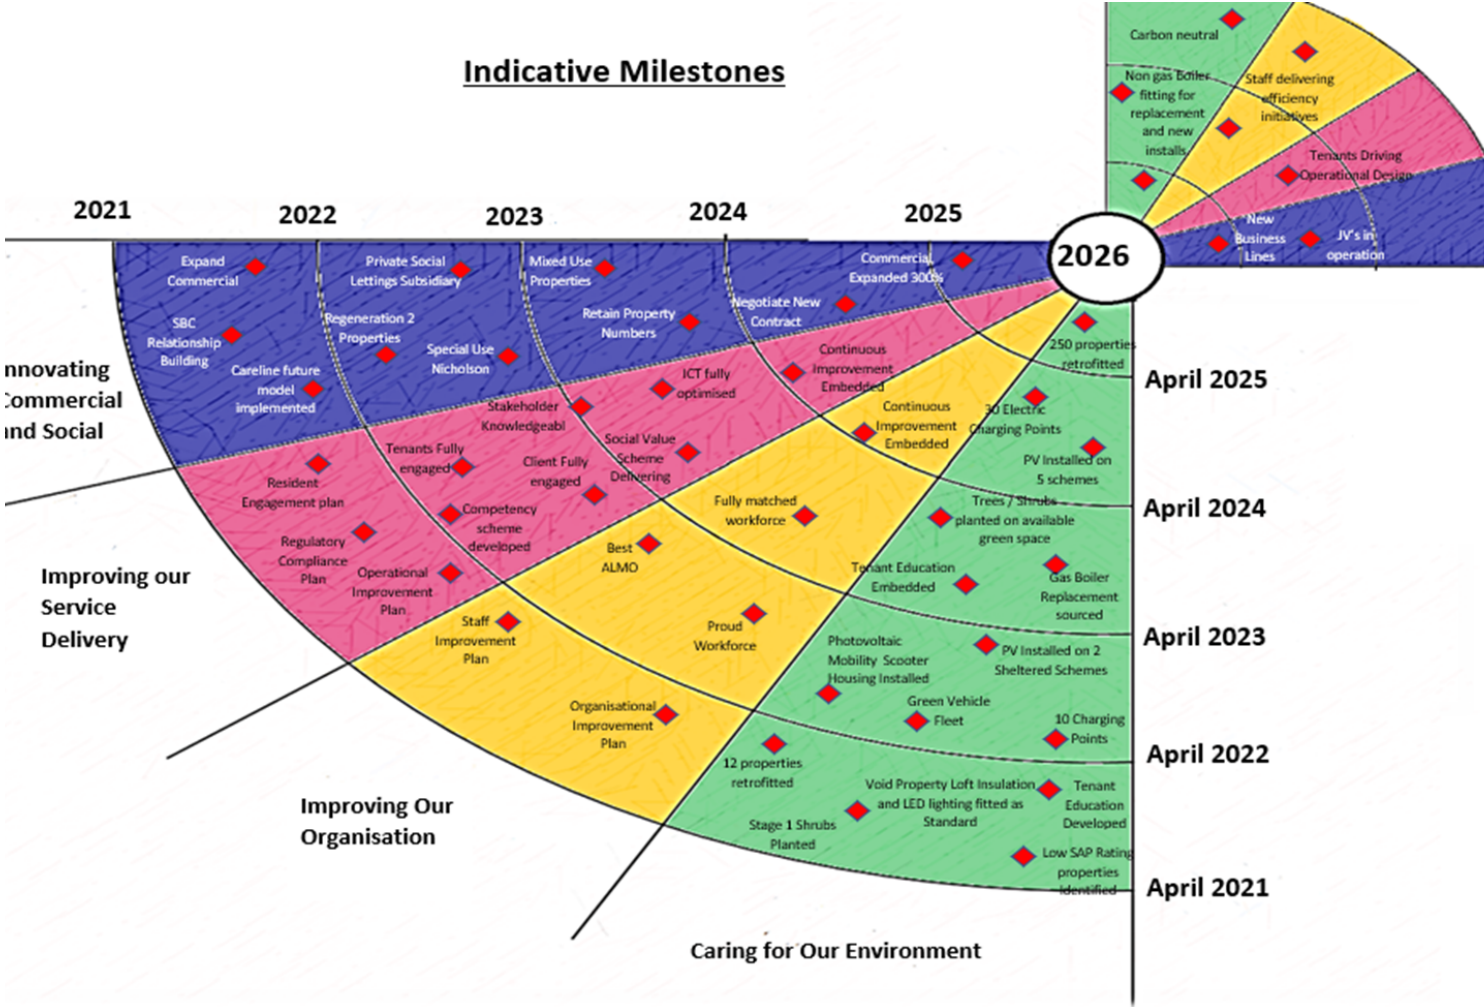 Indicative Milestones
2021
2022
2023
2024
2025
2026
Carbon neutral
Non gas boiler
fitting for
replacement
and new
installs
Staff delivering
efficiency
initiatives
Tenants Driving
Operational Design
New
Business
Lines
JV's in
operation
Expand
Commercial
SBC
Relationship
Building
Careline future
model
implemented
Private Social
Lettings Subsidiary
Regeneration 2
Properties
Special Use
Nicholson
Mixed Use
Properties
Retain Property
Numbers
Negotiate New
Contract
Commercial
Expanded 300%
nnovating
Commercial
and Social
Resident
Engagement plan
Regulatory
Compliance
Plan
Operational
Improvement
Plan
Tenants Fully
engaged
Competency
scheme
developed
Stakeholder
Knowledgeabl
Client Fully
engaged
ICT fully
optimised
Social Value
Scheme
Delivering
Continuous
Improvement
Embedded
Improving our
Service
Delivery
Staff
Improvement
Plan
Organisational
Improvement
Plan
Best
ALMO
Proud
Workforce
Fully matched
workforce
Continuous
Improvement
Embedded
Improving Our
Organisation
250 properties
retrofitted
April 2025
30 Electric
Charging Points
PV Installed on
5 schemes
April 2024
Trees / Shrubs
planted on available
green space
Tenant Education
Embedded
Gas Boiler
Replacement
sourced
April 2023
Photovoltaic
Mobility Scooter
Housing Installed
PV Installed on 2
Sheltered Schemes
Green Vehicle
Fleet
10 Charging
Points
April 2022
12 properties
retrofitted
Void Property Loft Insulation
and LED lighting fitted as
Standard
Tenant
Education
Developed
Stage 1 Shrubs
Planted
Low SAP Rating
properties
identified
April 2021
Caring for Our Environment